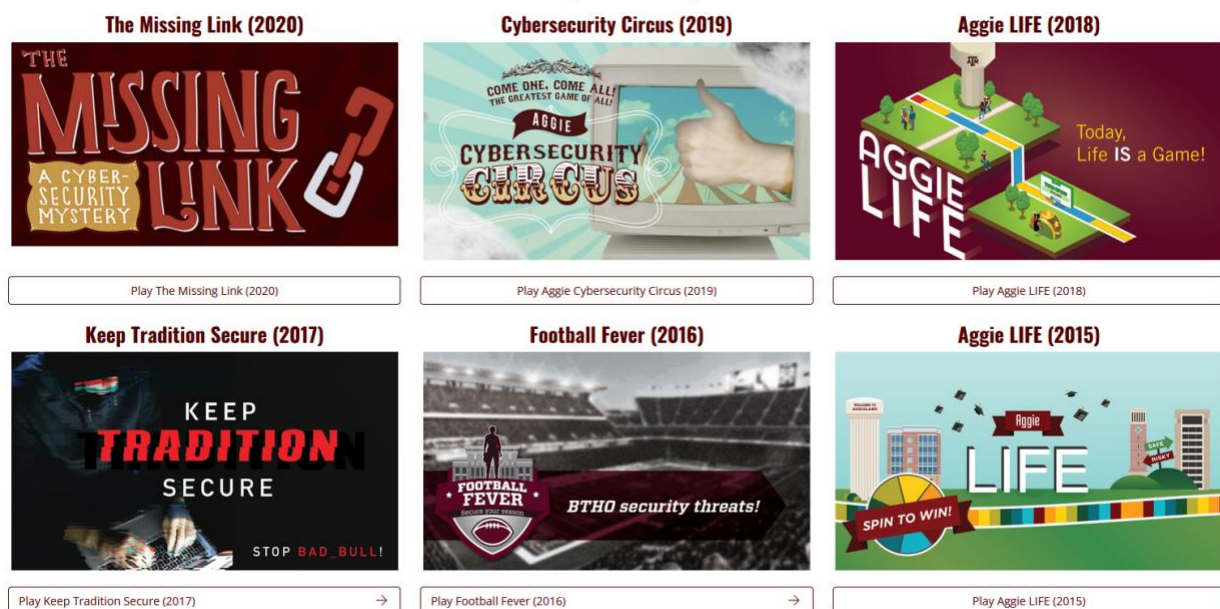 The Missing Link (2020)
Cybersecurity Circus (2019)
Aggie LIFE (2018)
THE
MISSING
LINK
A CYBER-
SECURITY
MYSTERY
COME ONE, COME ALL!
THE GREATEST GAME OF ALL!
AGGIE
CYBERSECURITY
CIRCUS
AGGIE
LIFE
Today,
Life IS a Game!
Play The Missing Link (2020)
Play Aggie Cybersecurity Circus (2019)
Play Aggie LIFE (2018)
Keep Tradition Secure (2017)
Football Fever (2016)
Aggie LIFE (2015)
KEEP
TRADITION
SECURE
STOP BAD_BULL!
FOOTBALL
FEVER
Secure your season
BTHO security threats!
WELCOME TO
AGGIELAND
Aggie
LIFE
SAFE
RISKY
SPIN TO WIN!
Play Keep Tradition Secure (2017) →
Play Football Fever (2016) →
Play Aggie LIFE (2015)